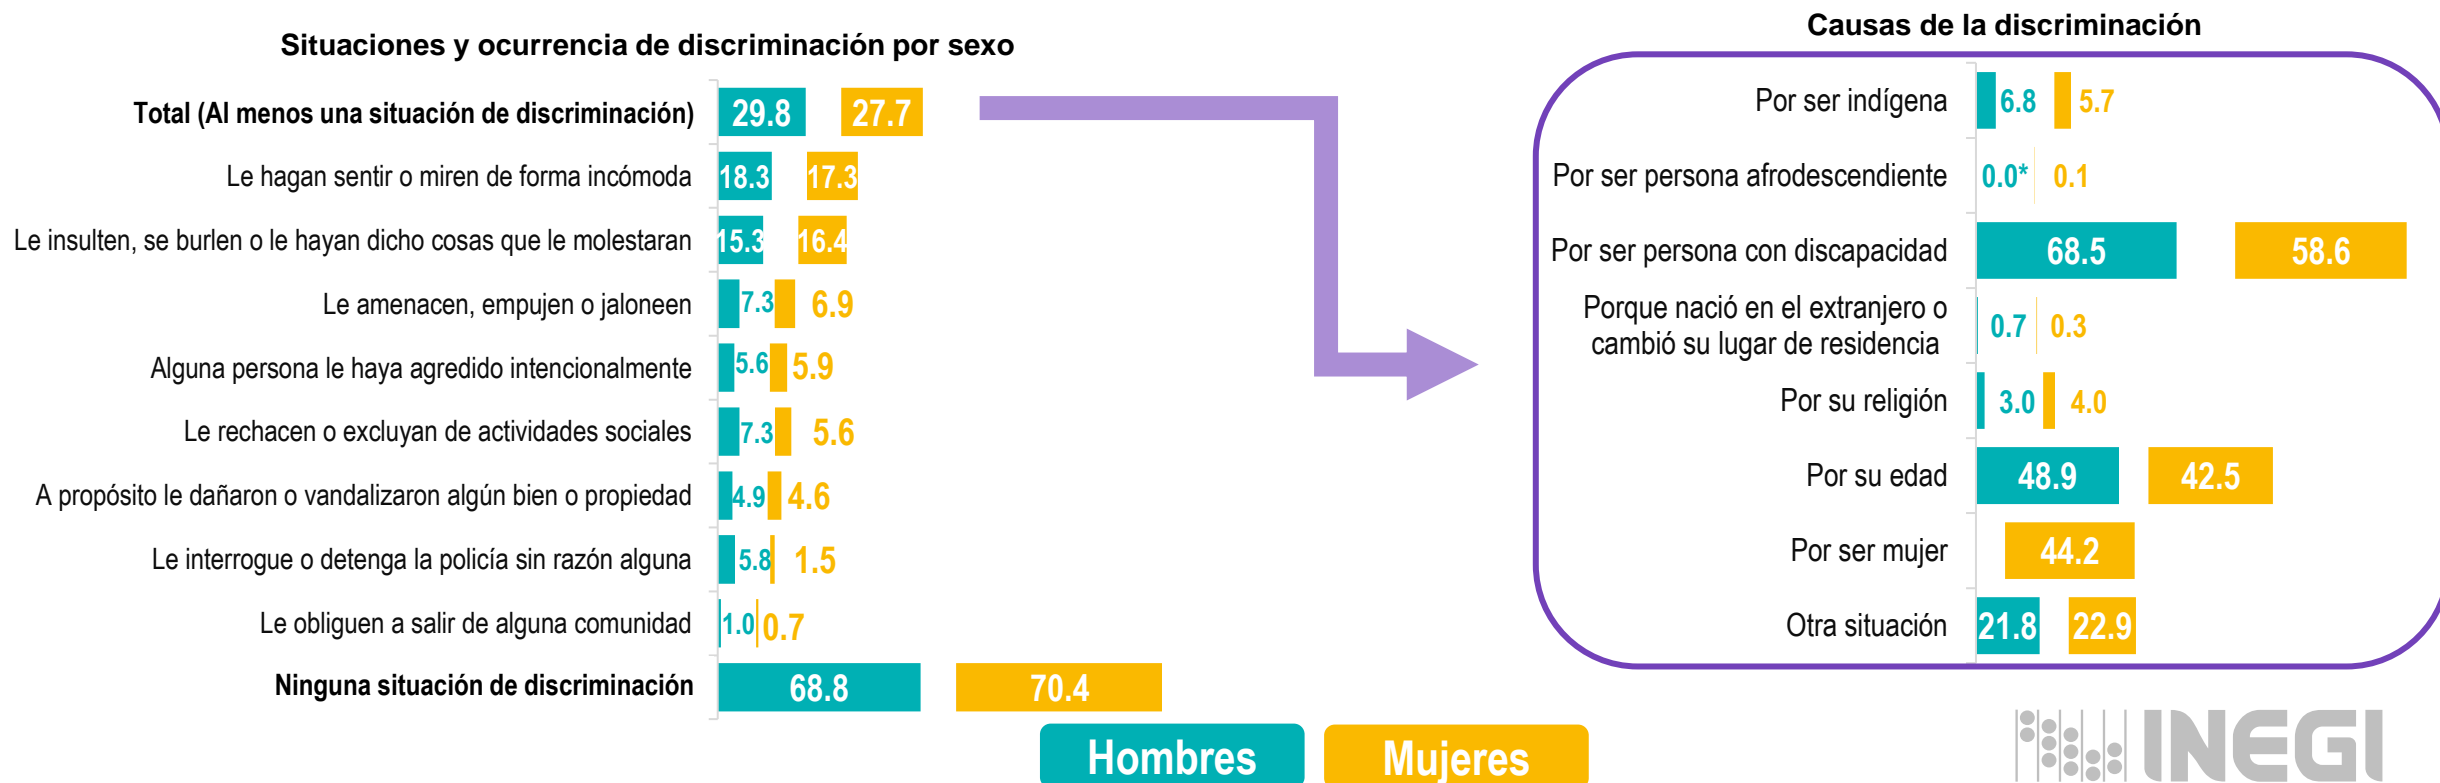 Situaciones y ocurrencia de discriminación por sexo
Total (Al menos una situación de discriminación) 29.8 27.7
Le hagan sentir o miren de forma incómoda 18.3 17.3
Le insulten, se burlen o le hayan dicho cosas que le molestaran 15.3 16.4
Le amenacen, empujen o jaloneen 7.3 6.9
Alguna persona le haya agredido intencionalmente 5.6 5.9
Le rechacen o excluyan de actividades sociales 7.3 5.6
A propósito le dañaron o vandalizaron algún bien o propiedad 4.9 4.6
Le interrogue o detenga la policía sin razón alguna 5.8 1.5
Le obliguen a salir de alguna comunidad 1.0 0.7
Ninguna situación de discriminación 68.8 70.4
Causas de la discriminación
Por ser indígena 6.8 5.7
Por ser persona afrodescendiente 0.0* 0.1
Por ser persona con discapacidad 68.5 58.6
Porque nació en el extranjero o
cambió su lugar de residencia 0.7 0.3
Por su religión 3.0 4.0
Por su edad 48.9 42.5
Por ser mujer 44.2
Otra situación 21.8 22.9
Hombres Mujeres
INEGI